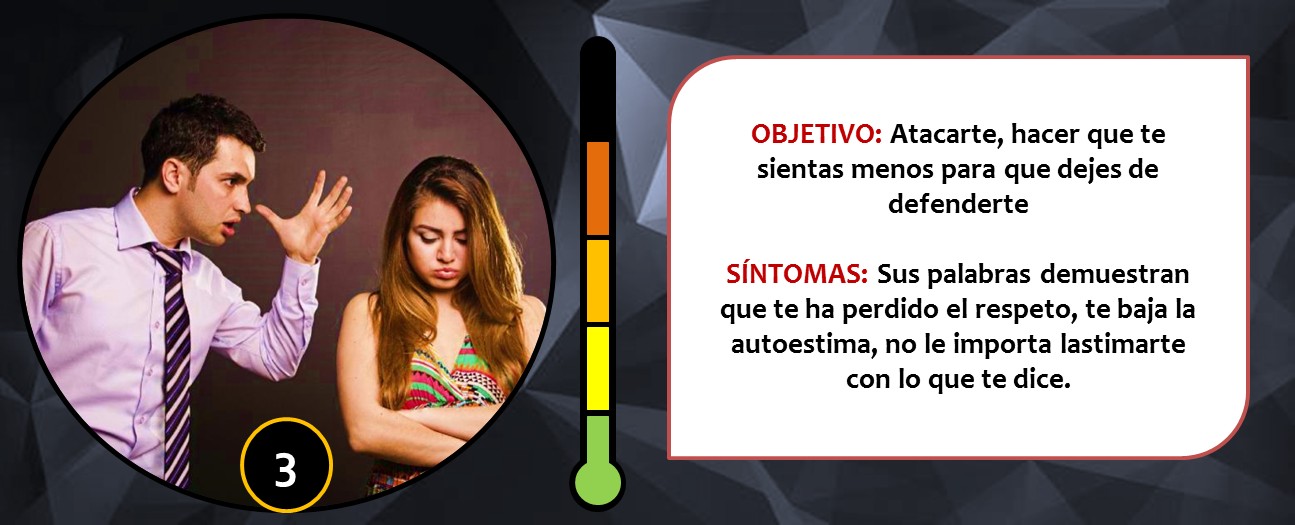 3
OBJETIVO: Atacarte, hacer que te
sientas menos para que dejes de
defenderte
SÍNTOMAS: Sus palabras demuestran
que te ha perdido el respeto, te baja la
autoestima, no le importa lastimarte
con lo que te dice.